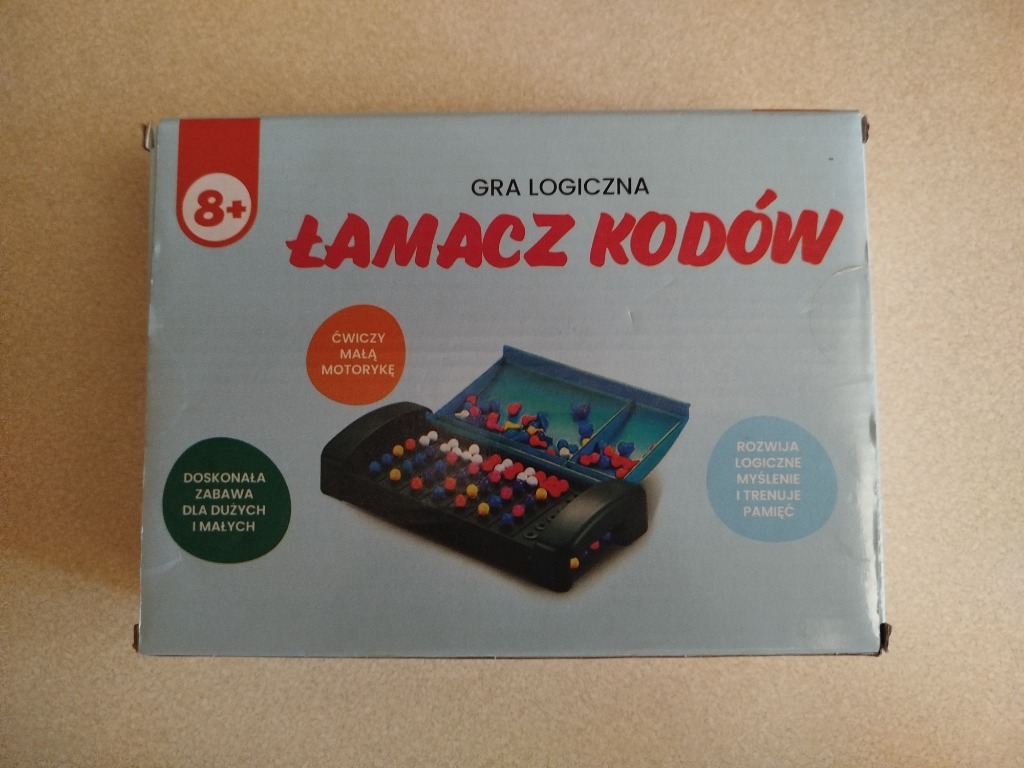 8+
GRA LOGICZNA
ŁAMACZ KODÓW
ĆWICZY
MAŁĄ
MOTORYKĘ
DOSKONAŁA
ZABAWA
DLA DUŻYCH
I MAŁYCH
ROZWIJA
LOGICZNE
MYŚLENIE
I TRENUJE
PAMIĘĆ